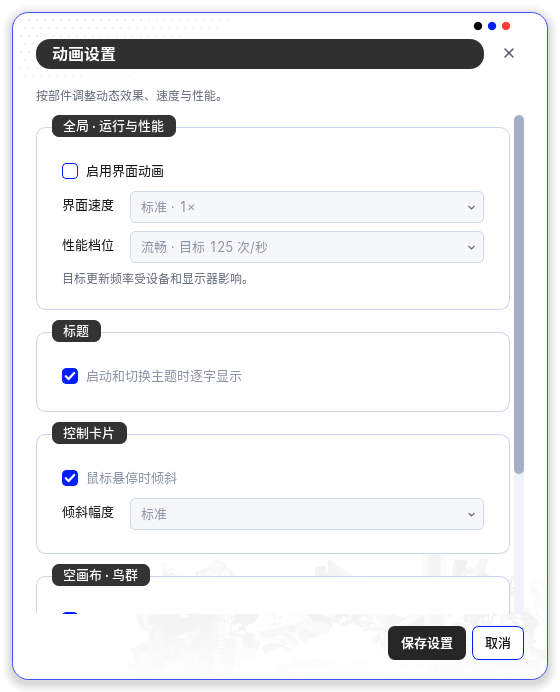 动画设置
按部件调整动态效果、速度与性能。
全局 · 运行与性能
启用界面动画
界面速度 标准 · 1×
性能档位 流畅 · 目标 125 次/秒
目标更新频率受设备和显示器影响。
标题
启动和切换主题时逐字显示
控制卡片
鼠标悬停时倾斜
倾斜幅度 标准
空画布 · 鸟群
保存设置 取消